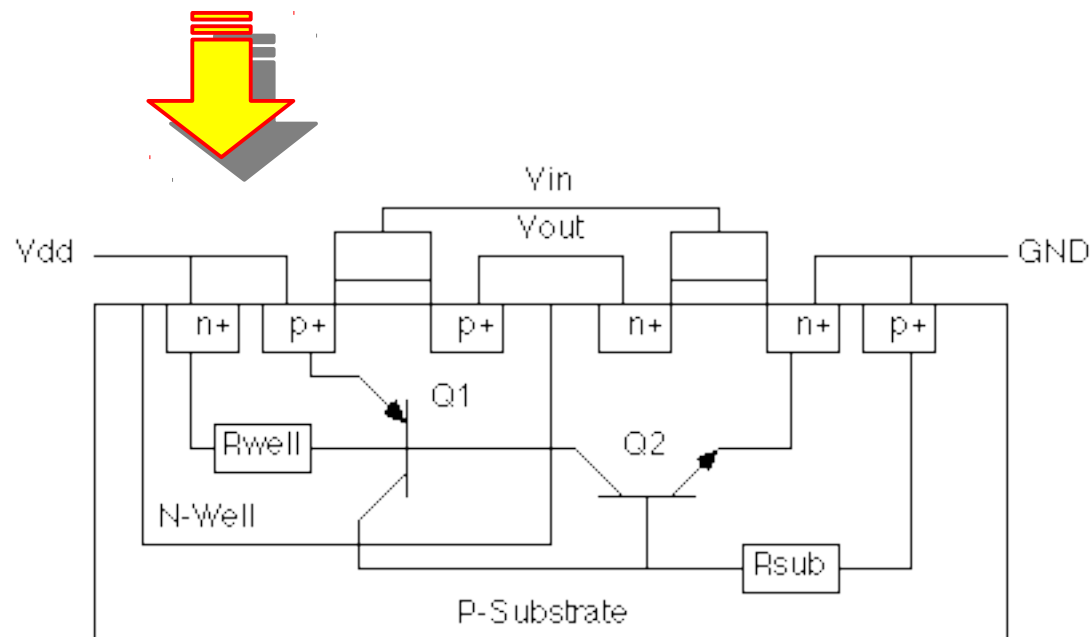 Vin
Vout
Vdd
GND
n+
p+
p+
n+
n+
p+
Q1
Rwell
Q2
N-Well
Rsub
P-Substrate